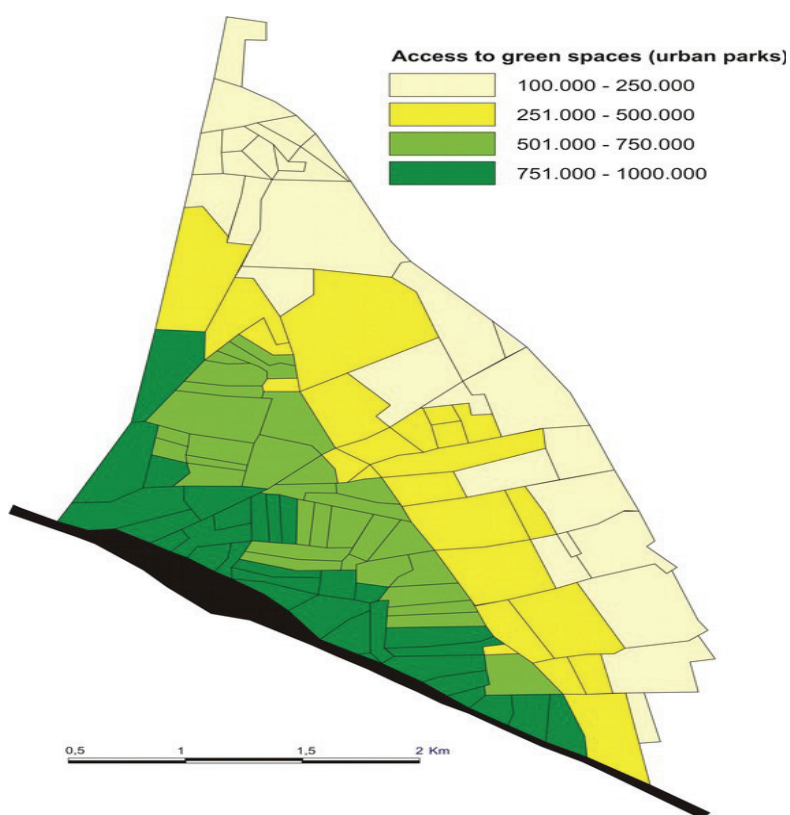 Access to green spaces (urban parks)
100.000 - 250.000
251.000 - 500.000
501.000 - 750.000
751.000 - 1000.000
0,5 1 1,5 2 Km